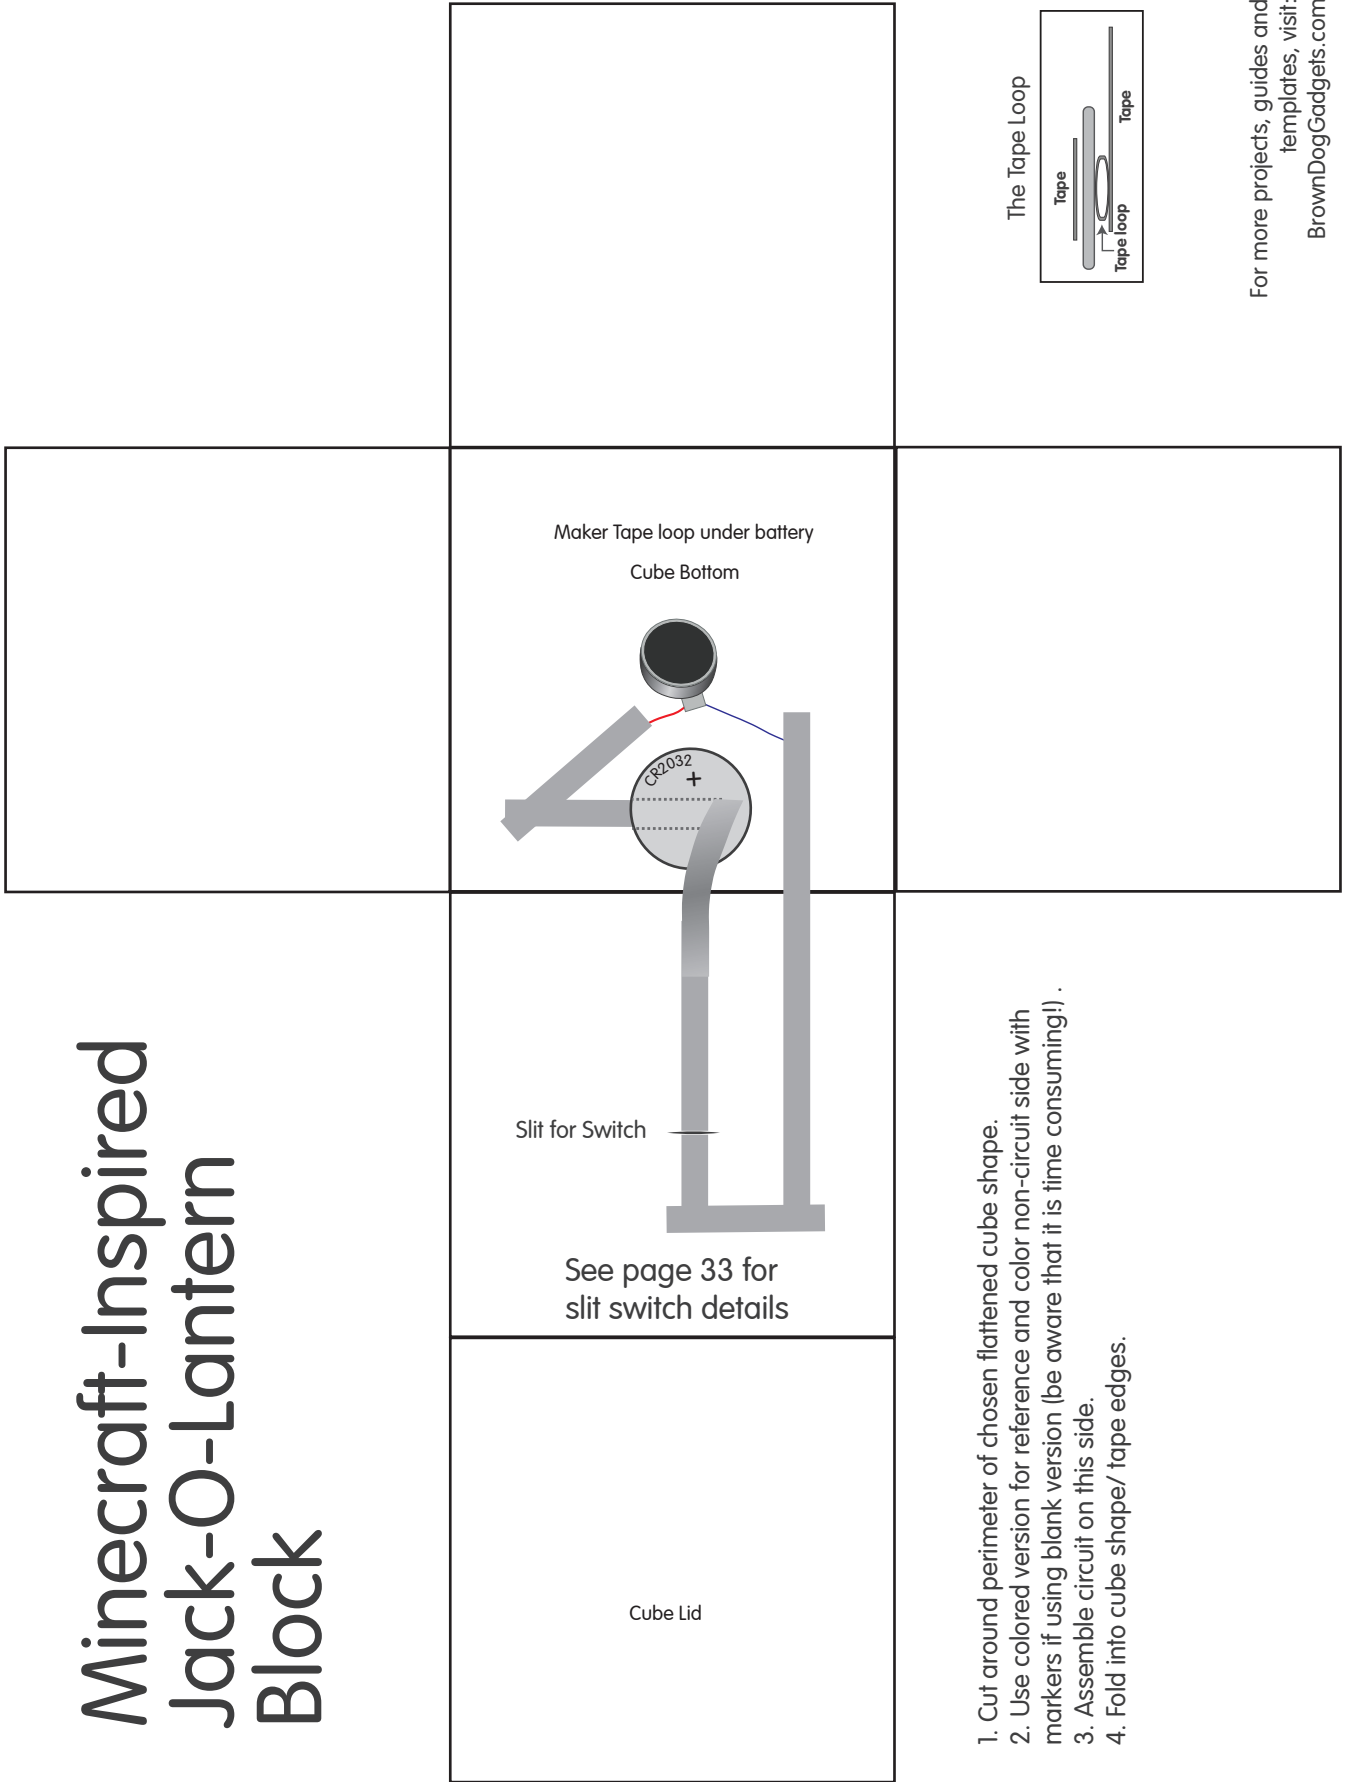 Minecraft-Inspired
Jack-O-Lantern
Block
The Tape Loop
Tape
Tape loop
Tape
For more projects, guides and
templates, visit:
BrownDogGadgets.com
Maker Tape loop under battery
Cube Bottom
CR2032
+
Slit for Switch
See page 33 for
slit switch details
Cube Lid
1. Cut around perimeter of chosen flattened cube shape.
2. Use colored version for reference and color non-circuit side with
markers if using blank version (be aware that it is time consuming!) .
3. Assemble circuit on this side.
4. Fold into cube shape/ tape edges.